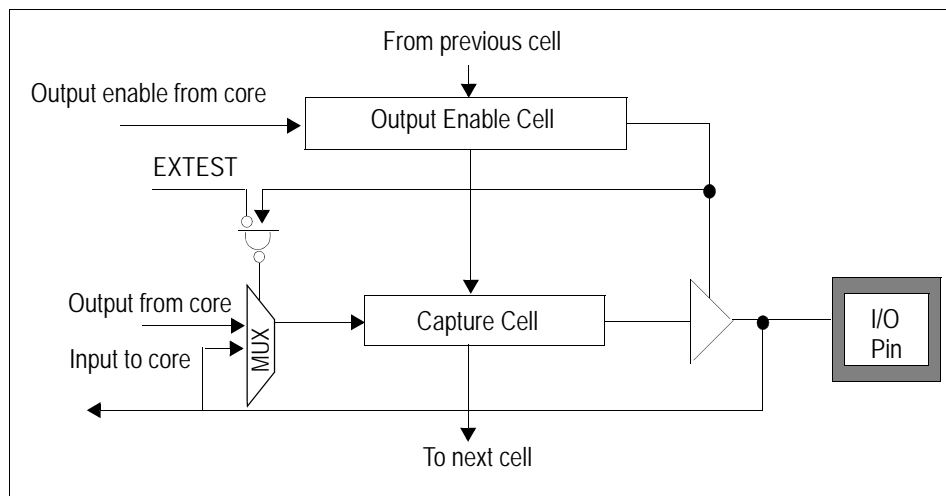 From previous cell
Output enable from core
Output Enable Cell
EXTEST
Output from core
Input to core
MUX
Capture Cell
I/O
Pin
To next cell